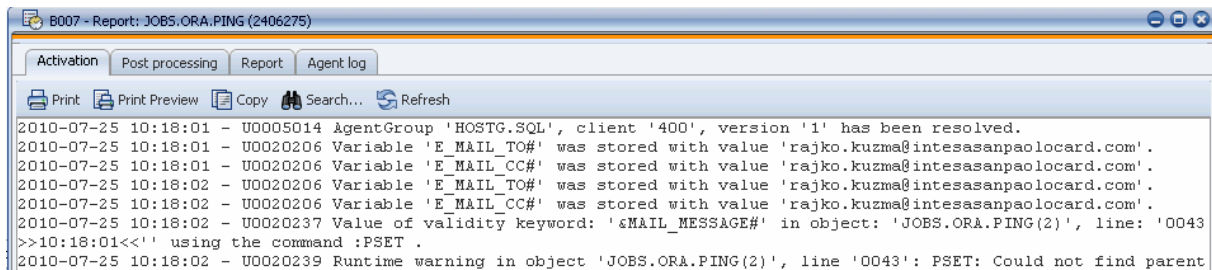 B007 - Report: JOBS.ORA.PING (2406275)
Activation Post processing Report Agent log
Print Print Preview Copy Search... Refresh
2010-07-25 10:18:01 - U0005014 AgentGroup 'HOSTG.SQL', client '400', version '1' has been resolved.
2010-07-25 10:18:01 - U0020206 Variable 'E_MAIL_TO#' was stored with value 'rajko.kuzma@intesasanpaolocard.com'.
2010-07-25 10:18:01 - U0020206 Variable 'E_MAIL_CC#' was stored with value 'rajko.kuzma@intesasanpaolocard.com'.
2010-07-25 10:18:02 - U0020206 Variable 'E_MAIL_TO#' was stored with value 'rajko.kuzma@intesasanpaolocard.com'.
2010-07-25 10:18:02 - U0020206 Variable 'E_MAIL_CC#' was stored with value 'rajko.kuzma@intesasanpaolocard.com'.
2010-07-25 10:18:02 - U0020237 Value of validity keyword: '&MAIL_MESSAGE#' in object: 'JOBS.ORA.PING(2)', line: '0043
>>10:18:01<<'' using the command :PSET .
2010-07-25 10:18:02 - U0020239 Runtime warning in object 'JOBS.ORA.PING(2)', line '0043': PSET: Could not find parent